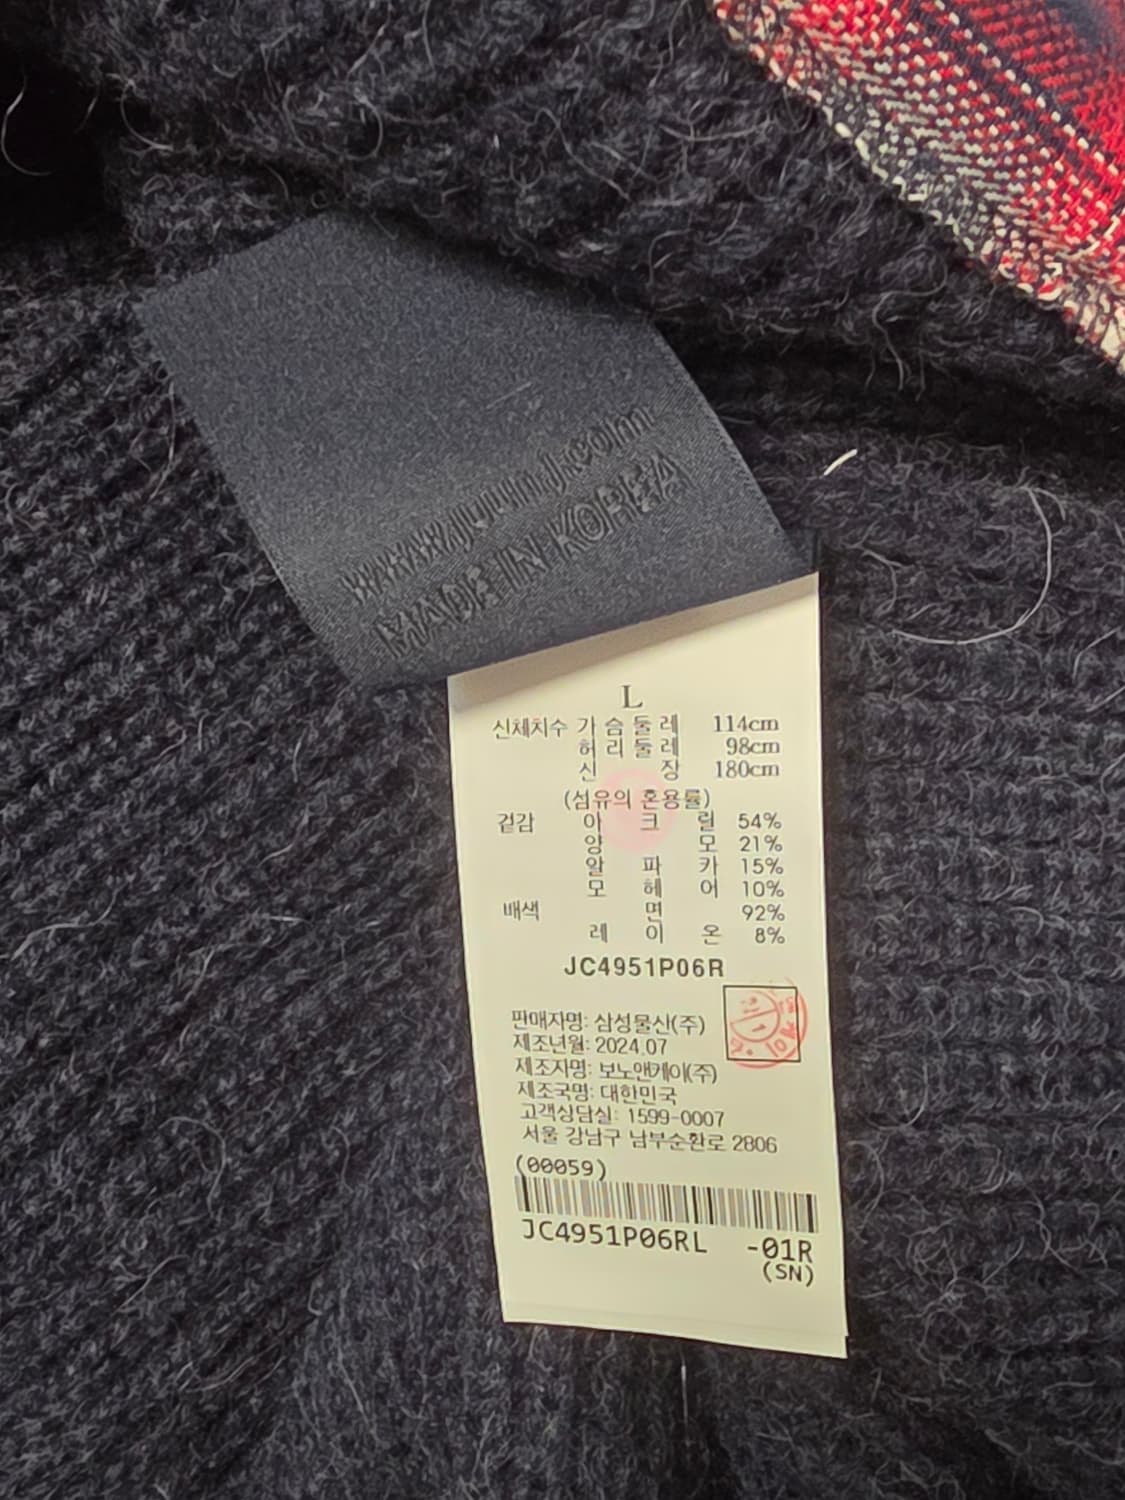 www.juunj.com
MADE IN KOREA
L
신체치수 가슴둘레 114cm
허리둘레 98cm
신장 180cm
(섬유의 혼용률)
겉감 아크릴 54%
양모 21%
알파카 15%
모헤어 10%
배색 면 92%
레이온 8%
JC4951P06R
판매자명: 삼성물산(주)
제조년월: 2024.07
제조자명: 보노앤케이(주)
제조국명: 대한민국
고객상담실: 1599-0007
서울 강남구 남부순환로 2806
(00059)
JC4951P06RL -01R
(SN)